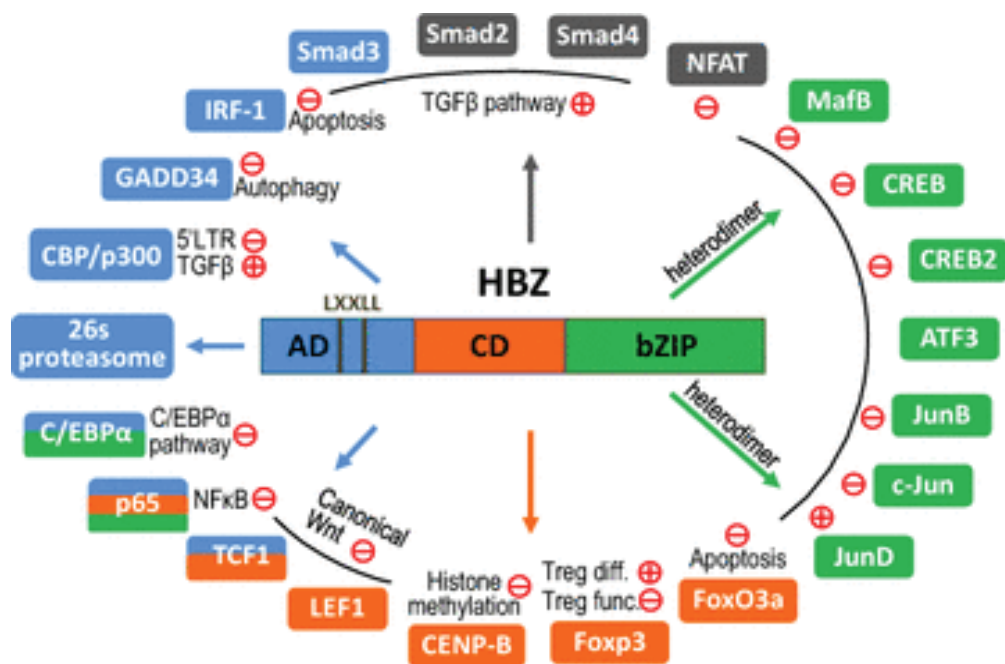 Smad2
Smad4
Smad3
NFAT
IRF-1
Apoptosis
TGFβ pathway
MafB
GADD34
Autophagy
CREB
CBP/p300
5'LTR
TGFβ
heterodimer
CREB2
HBZ
LXXLL
26s
proteasome
AD
CD
bZIP
ATF3
C/EBPα
C/EBPα
pathway
heterodimer
JunB
p65
NFκB
Canonical
Wnt
c-Jun
TCF1
JunD
LEF1
Histone
methylation
CENP-B
Treg diff.
Treg func.
Foxp3
Apoptosis
FoxO3a